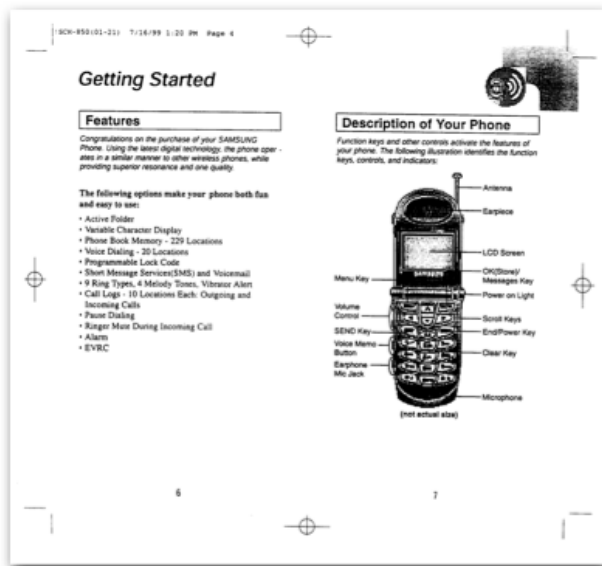 SCH-850(01-21) 7/16/99 1:20 PM Page 4
Getting Started
Features
Congratulations on the purchase of your SAMSUNG
Phone. Using the latest digital technology, the phone oper -
ates in a similar manner to other wireless phones, while
providing superior resonance and one quality.
The following options make your phone both fun
and easy to use:
• Active Folder
• Variable Character Display
• Phone Book Memory - 229 Locations
• Voice Dialing - 20 Locations
• Programmable Lock Code
• Short Message Services(SMS) and Voicemail
• 9 Ring Types, 4 Melody Tones, Vibrator Alert
• Call Logs - 10 Locations Each: Outgoing and
Incoming Calls
• Pause Dialing
• Ringer Mute During Incoming Call
• Alarm
• EVRC
6
Description of Your Phone
Function keys and other controls activate the features of
your phone. The following illustration identifies the function
keys, controls, and indicators:
Antenna
Earpiece
LCD Screen
SAMSUNG
OK(Store)/
Messages Key
Menu Key
Power on Light
Volume
Control
Scroll Keys
SEND Key
End/Power Key
Voice Memo
Button
Clear Key
Earphone
Mic Jack
Microphone
(not actual size)
7